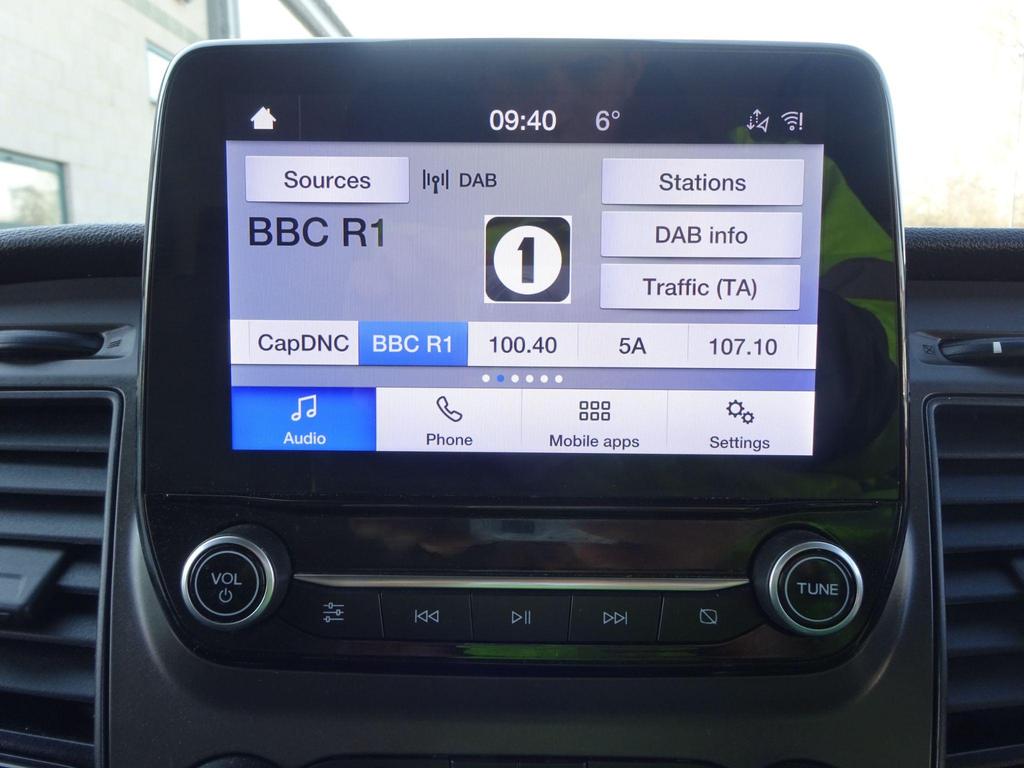 09:40 6°
Sources DAB Stations
BBC R1 1 DAB info
Traffic (TA)
CapDNC BBC R1 100.40 5A 107.10
Audio Phone Mobile apps Settings
VOL TUNE